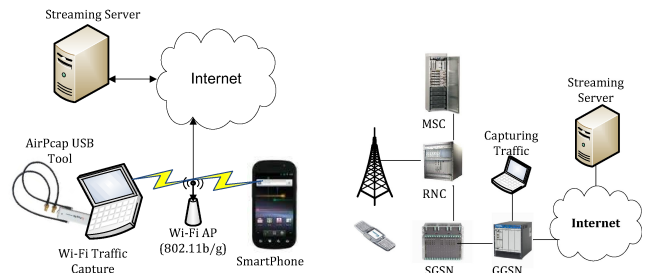 Streaming Server
Internet
AirPcap USB
Tool
Wi-Fi Traffic
Capture
Wi-Fi AP
(802.11b/g)
SmartPhone
MSC
RNC
SGSN
Capturing
Traffic
GGSN
Streaming
Server
Internet